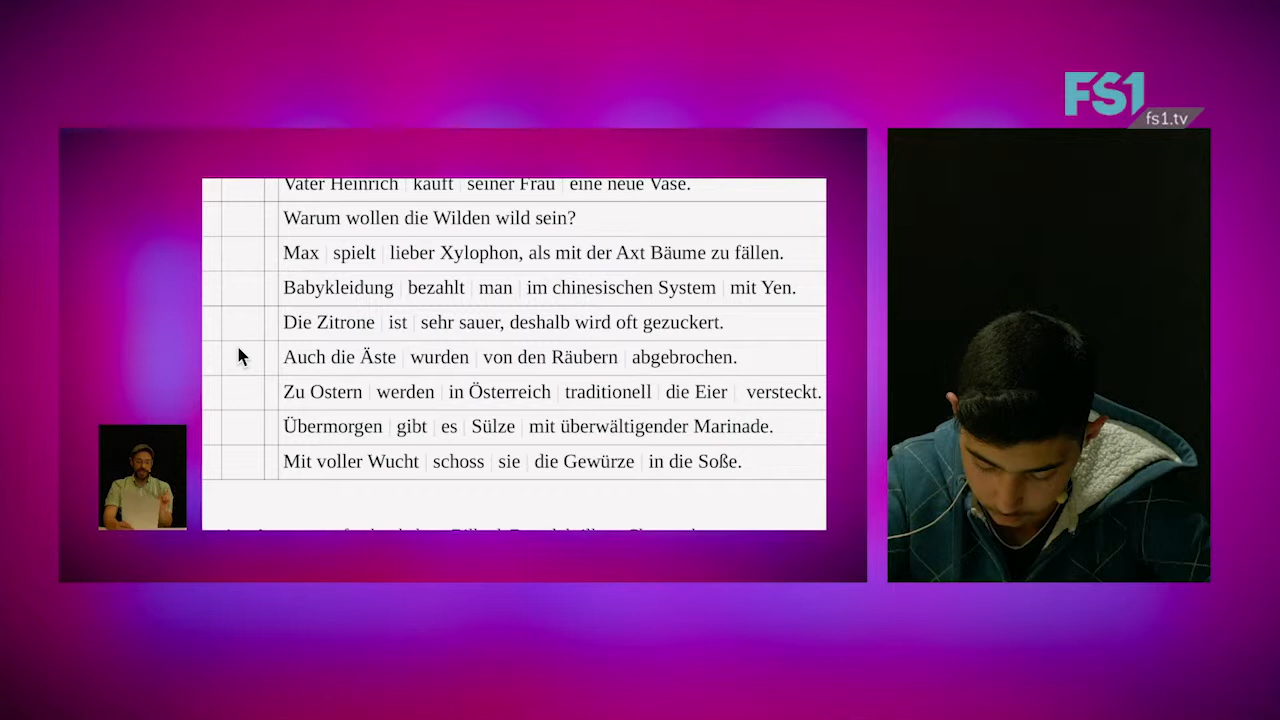 FS1
fs1.tv
Vater Heinrich | kauft | seiner Frau | eine neue Vase.
Warum wollen die Wilden wild sein?
Max | spielt | lieber Xylophon, als mit der Axt Bäume zu fällen.
Babykleidung | bezahlt | man | im chinesischen System | mit Yen.
Die Zitrone | ist | sehr sauer, deshalb wird oft gezuckert.
Auch die Äste | wurden | von den Räubern | abgebrochen.
Zu Ostern | werden | in Österreich | traditionell | die Eier | versteckt.
Übermorgen | gibt | es | Sülze | mit überwältigender Marinade.
Mit voller Wucht | schoss | sie | die Gewürze | in die Soße.